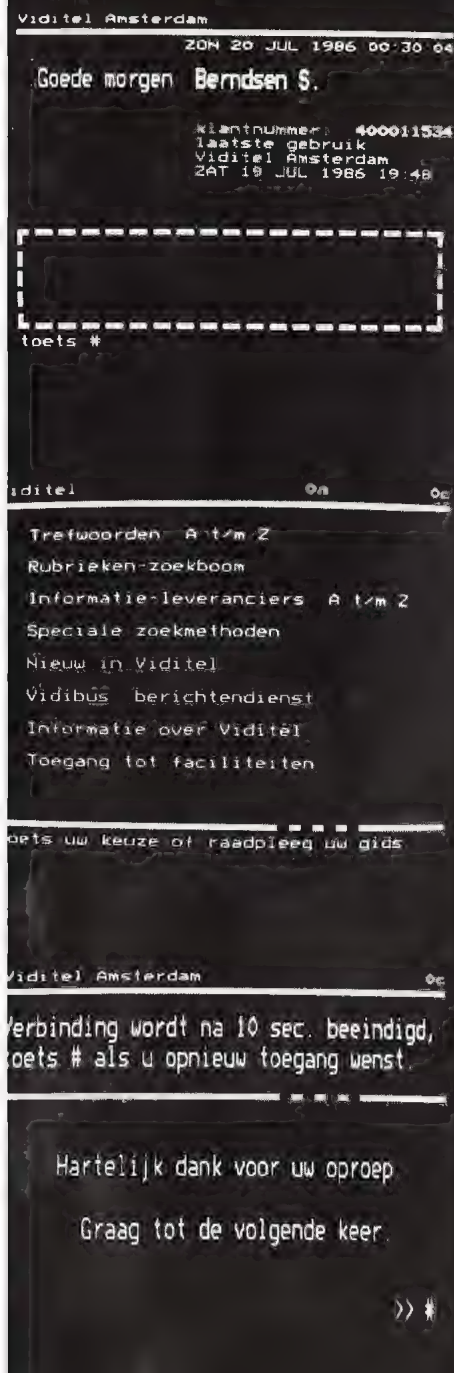 Viditel Amsterdam
ZON 20 JUL 1986 00:30 04
Goede morgen Berndsen S.
klantnummer: 400011534
laatste gebruik
Viditel Amsterdam
ZAT 19 JUL 1986 19:48
toets #
iditel 0n 0c
Trefwoorden A t/m Z
Rubrieken-zoekboom
Informatie-leveranciers A t/m Z
Speciale zoekmethoden
Nieuw in Viditel
Vidibus berichtendienst
Informatie over Viditel
Toegang tot faciliteiten
oets uw keuze of raadpleeg uw gids
Viditel Amsterdam 0c
Verbinding wordt na 10 sec. beeindigd,
toets # als u opnieuw toegang wenst.
Hartelijk dank voor uw oproep
Graag tot de volgende keer.
>> #